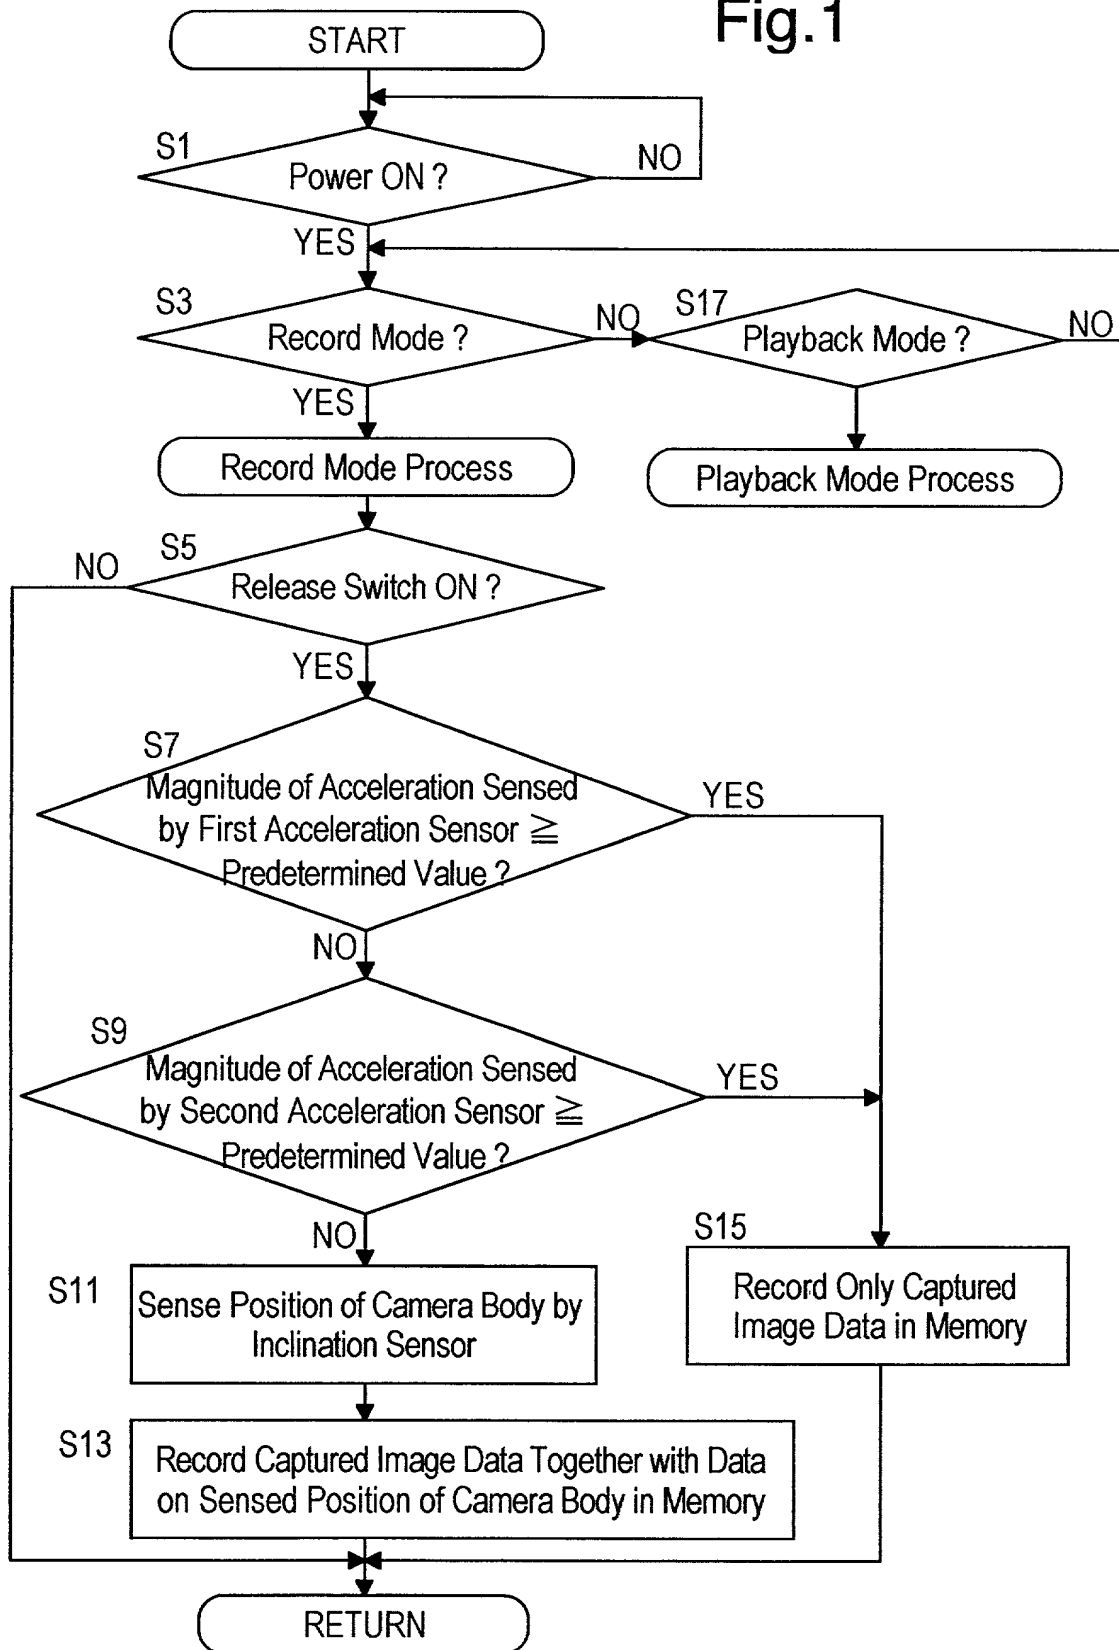 Fig.1
START
S1
Power ON ?
NO
YES
S3
Record Mode ?
NO
S17
Playback Mode ?
NO
YES
Record Mode Process
Playback Mode Process
S5
NO
Release Switch ON ?
YES
S7
Magnitude of Acceleration Sensed
by First Acceleration Sensor ≧
Predetermined Value ?
YES
NO
S9
Magnitude of Acceleration Sensed
by Second Acceleration Sensor ≧
Predetermined Value ?
YES
NO
S15
Record Only Captured
Image Data in Memory
S11
Sense Position of Camera Body by
Inclination Sensor
S13
Record Captured Image Data Together with Data
on Sensed Position of Camera Body in Memory
RETURN